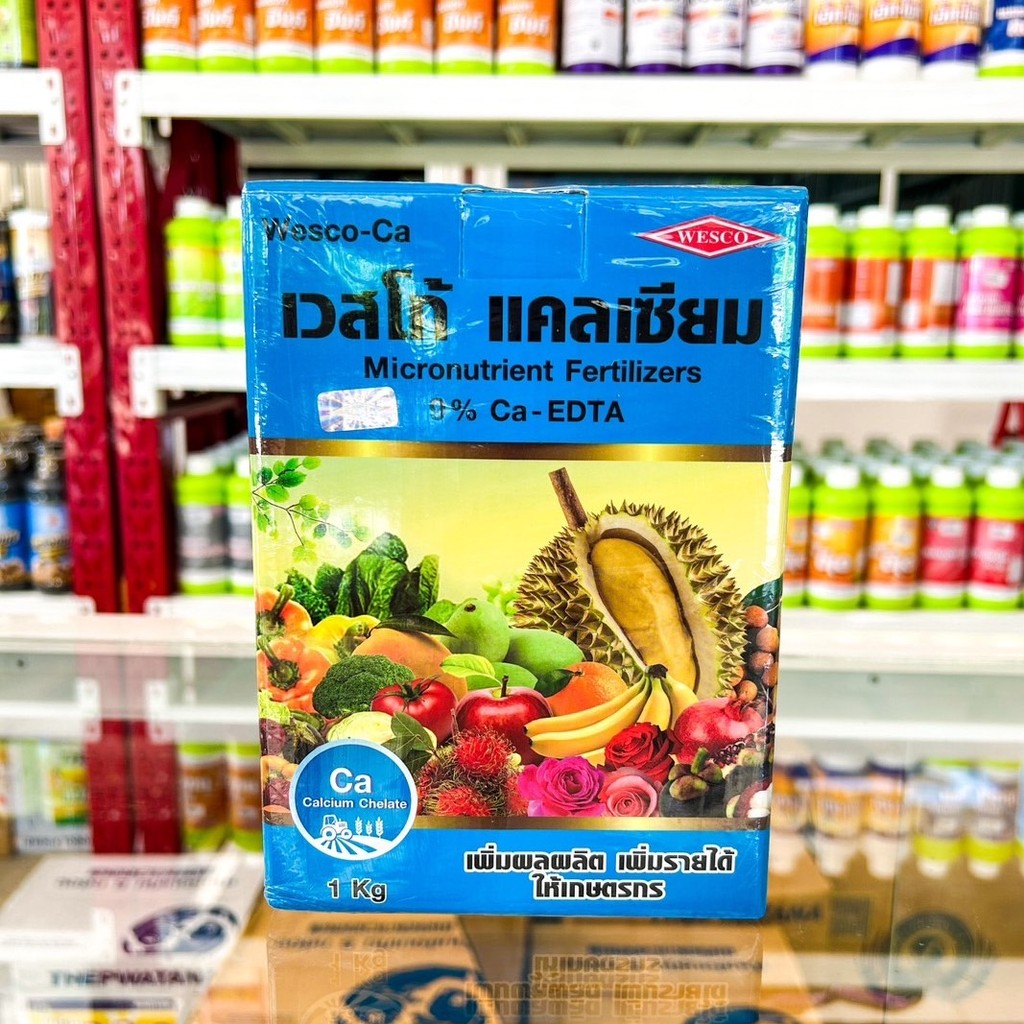 Wesco-Ca
WESCO
เวสโก้ แคลเซียม
Micronutrient Fertilizers
9% Ca-EDTA
Ca
Calcium Chelate
1 Kg
เพิ่มผลผลิต เพิ่มรายได้
ให้เกษตรกร
THEPWATAN